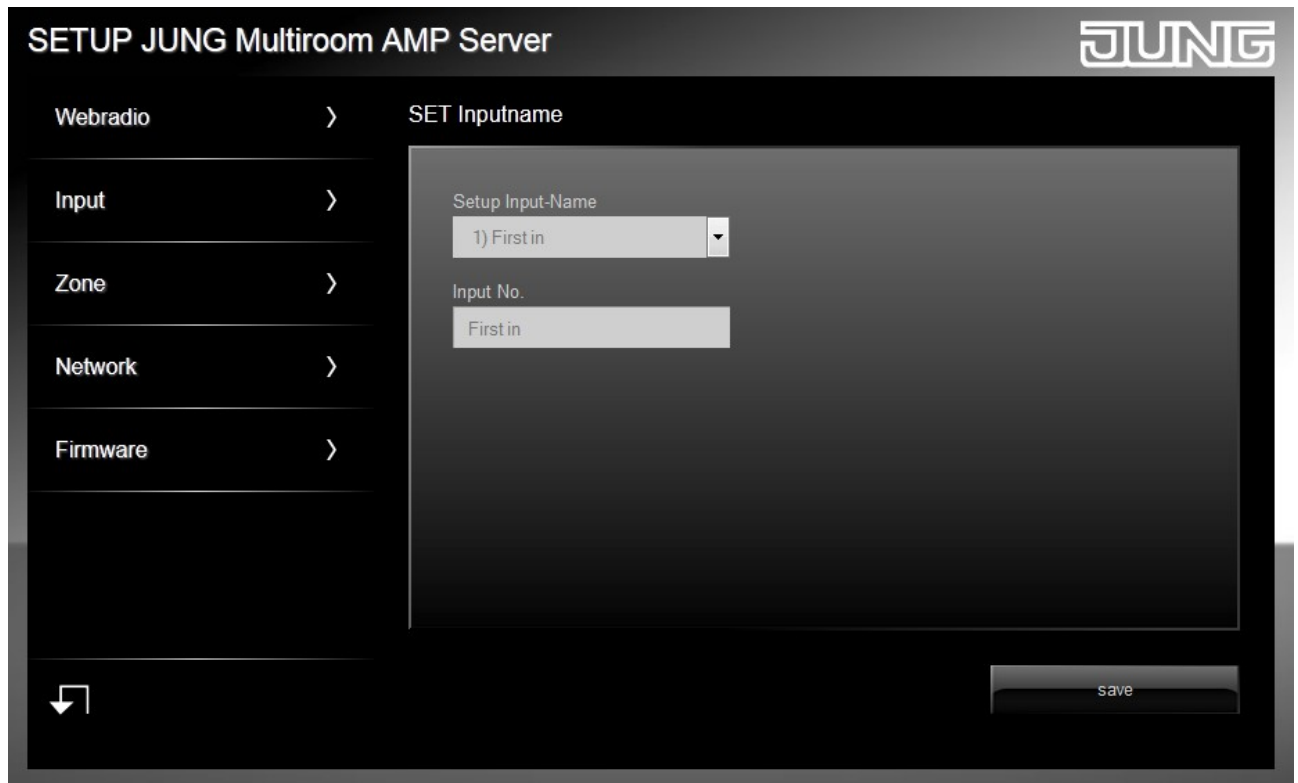 SETUP JUNG Multiroom AMP Server
JUNG
Webradio
Input
Zone
Network
Firmware
SET Inputname
Setup Input-Name
1) First in
Input No.
First in
save